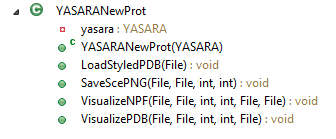 YASARANewProt
yasara : YASARA
YASARANewProt(YASARA)
LoadStyledPDB(File) : void
SaveScePNG(File, File, int, int) : void
VisualizeNPF(File, File, int, int, File, File) : void
VisualizePDB(File, File, int, int, File) : void